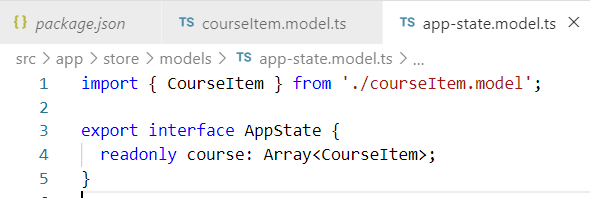 {} package.json TS courseItem.model.ts TS app-state.model.ts ×
src > app > store > models > TS app-state.model.ts > ...
1 import { CourseItem } from './courseItem.model';
2
3 export interface AppState {
4 readonly course: Array<CourseItem>;
5 }